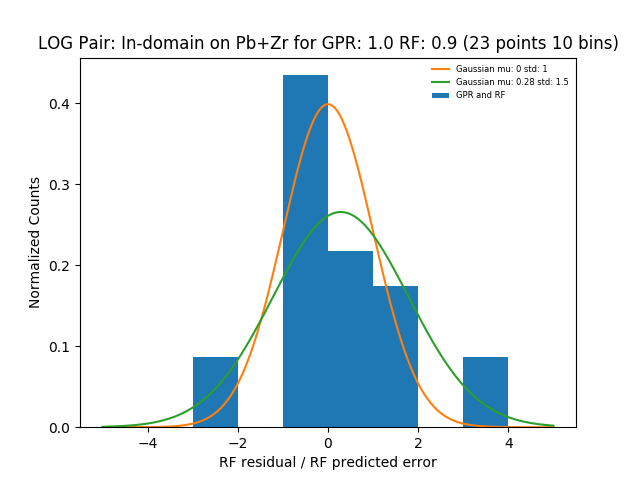 LOG Pair: In-domain on Pb+Zr for GPR: 1.0 RF: 0.9 (23 points 10 bins)
Gaussian mu: 0 std: 1
Gaussian mu: 0.28 std: 1.5
GPR and RF
Normalized Counts
0.4
0.3
0.2
0.1
0.0
−4 −2 0 2 4
RF residual / RF predicted error